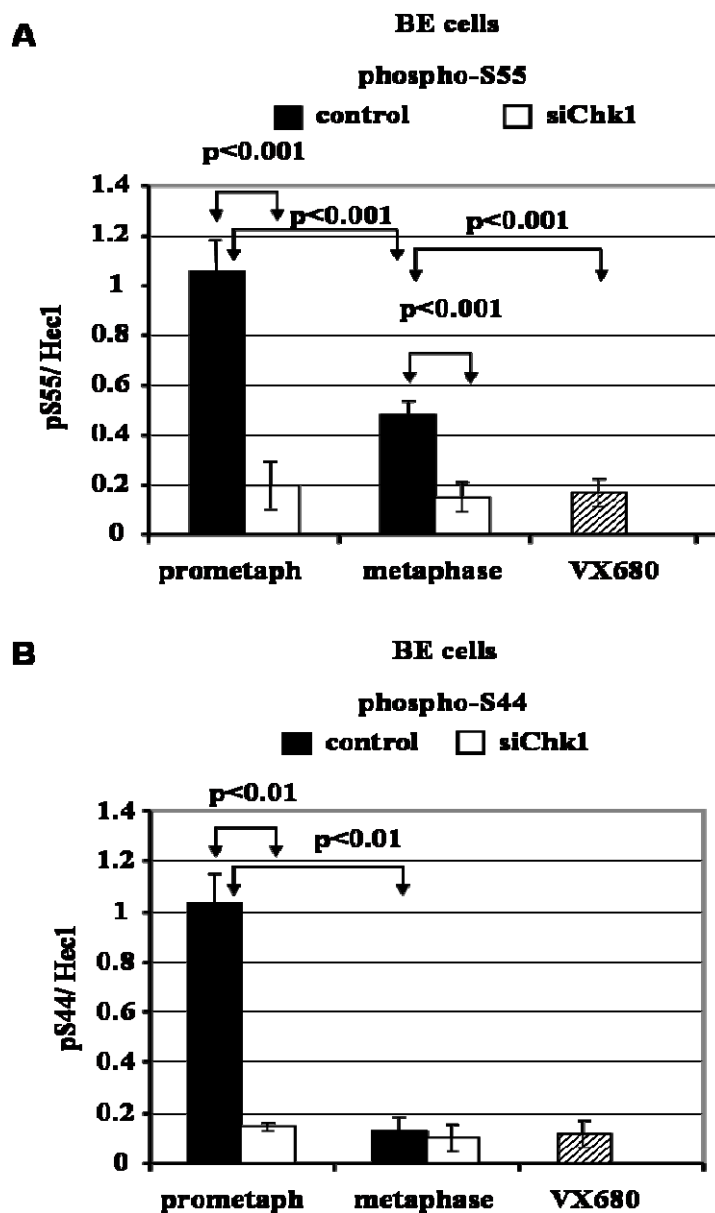 A
BE cells
phospho-S55
control siChk1
p<0.001
1.4
p<0.001 p<0.001
1.2
1
p<0.001
0.8
0.6
0.4
0.2
0
pS55/ Hec1
prometaph metaphase VX680
B
BE cells
phospho-S44
control siChk1
p<0.01
1.4
p<0.01
1.2
1
0.8
0.6
0.4
0.2
0
pS44/ Hec1
prometaph metaphase VX680